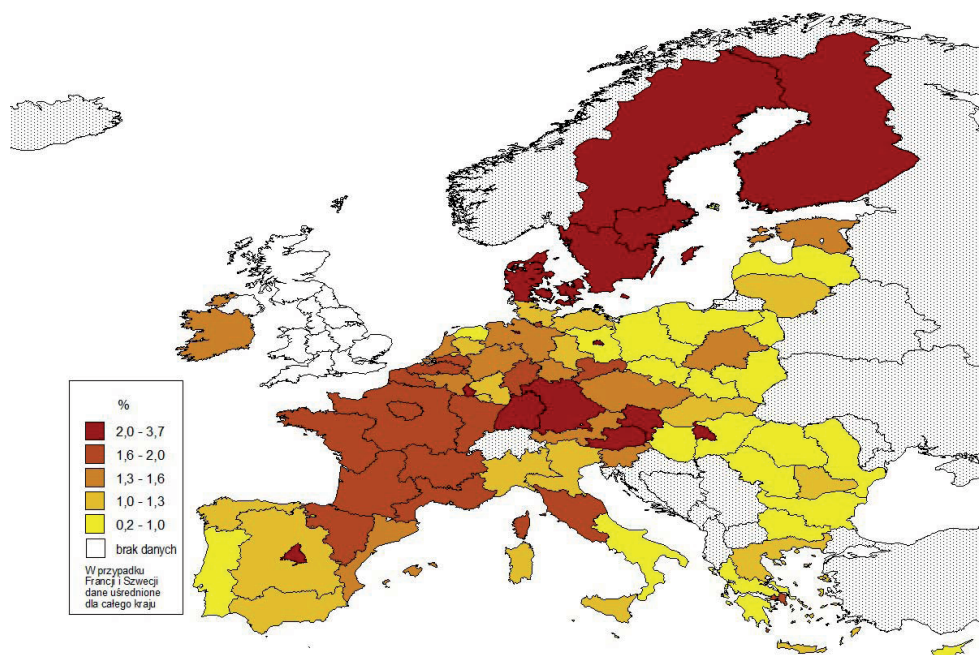 %
2,0 - 3,7
1,6 - 2,0
1,3 - 1,6
1,0 - 1,3
0,2 - 1,0
brak danych
W przypadku
Francji i Szwecji
dane uśrednione
dla całego kraju